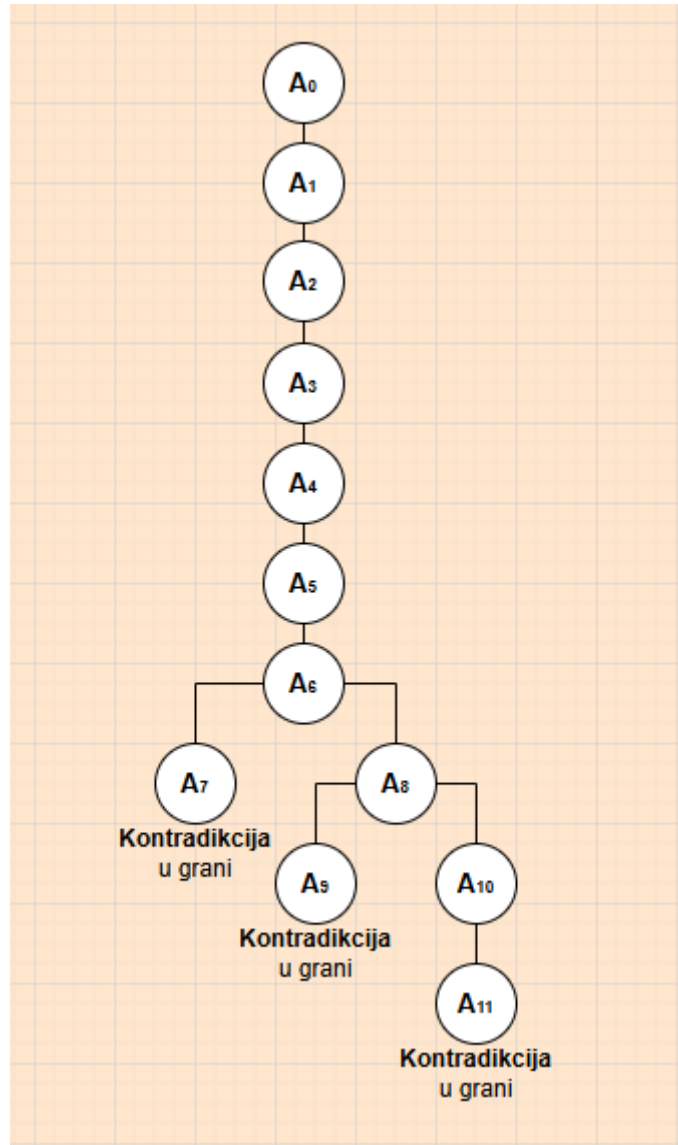 A₀
A₁
A₂
A₃
A₄
A₅
A₆
A₇
A₈
Kontradikcija
u grani
A₉
A₁₀
Kontradikcija
u grani
A₁₁
Kontradikcija
u grani